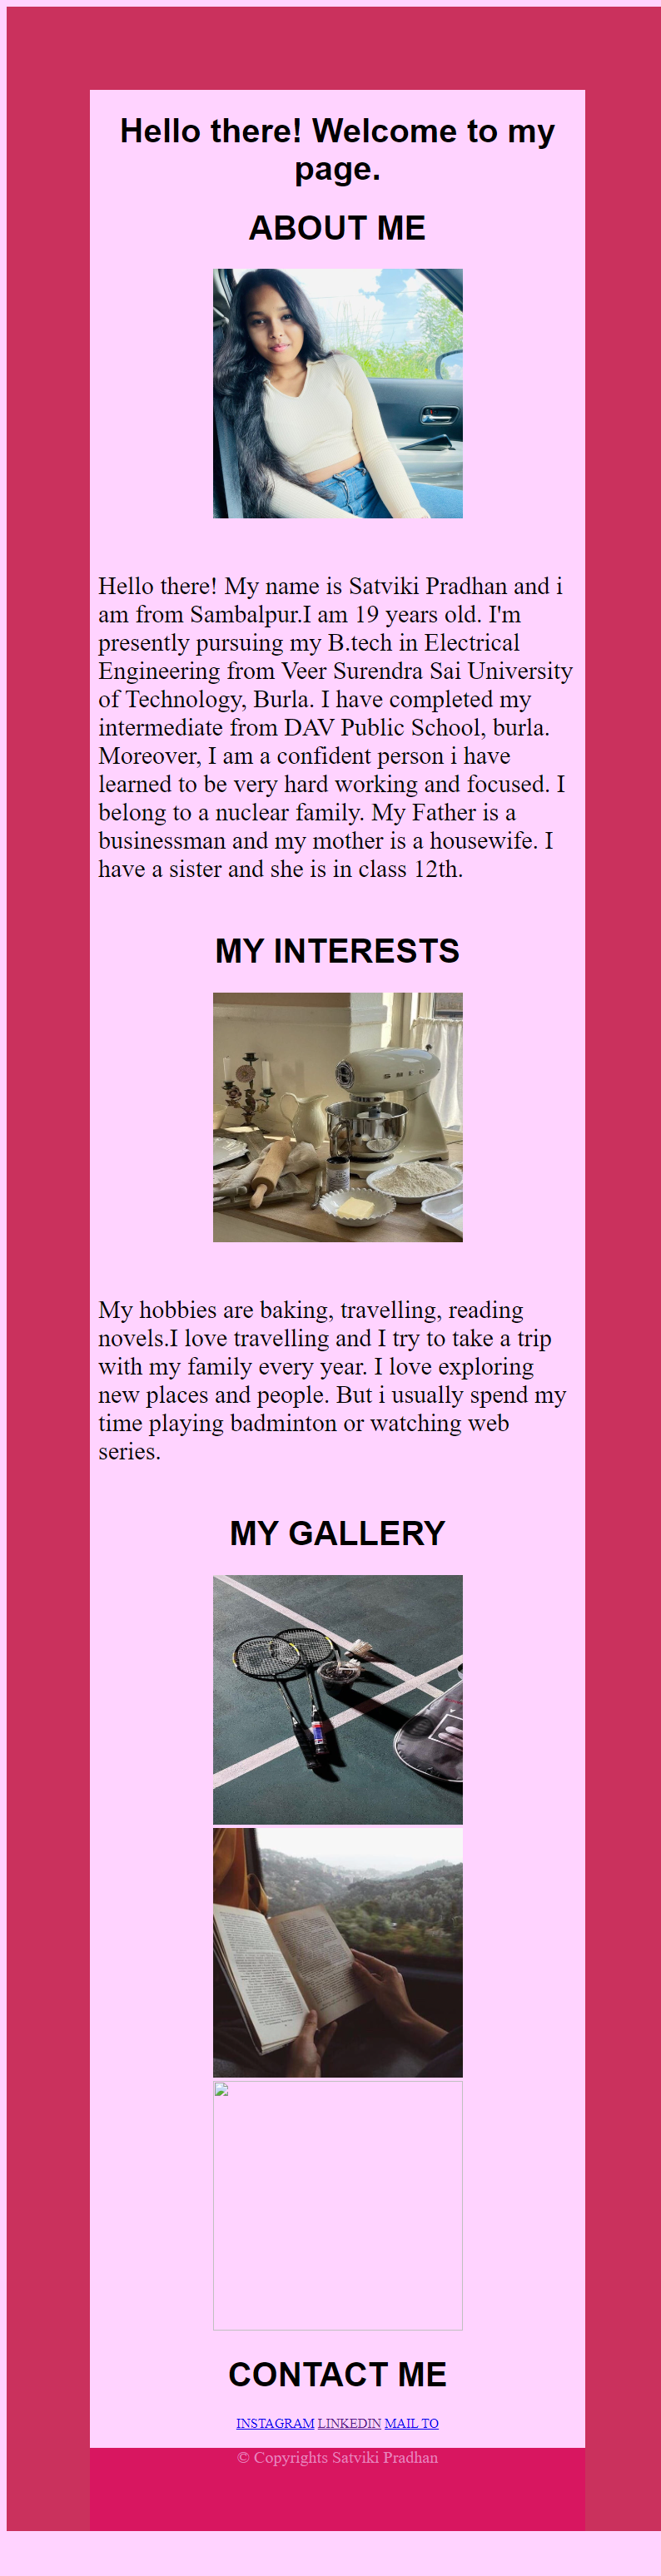 Hello there! Welcome to my
page.
ABOUT ME
Hello there! My name is Satviki Pradhan and i
am from Sambalpur.I am 19 years old. I'm
presently pursuing my B.tech in Electrical
Engineering from Veer Surendra Sai University
of Technology, Burla. I have completed my
intermediate from DAV Public School, burla.
Moreover, I am a confident person i have
learned to be very hard working and focused. I
belong to a nuclear family. My Father is a
businessman and my mother is a housewife. I
have a sister and she is in class 12th.
MY INTERESTS
SMEG
My hobbies are baking, travelling, reading
novels.I love travelling and I try to take a trip
with my family every year. I love exploring
new places and people. But i usually spend my
time playing badminton or watching web
series.
MY GALLERY
CONTACT ME
INSTAGRAM LINKEDIN MAIL TO
© Copyrights Satviki Pradhan